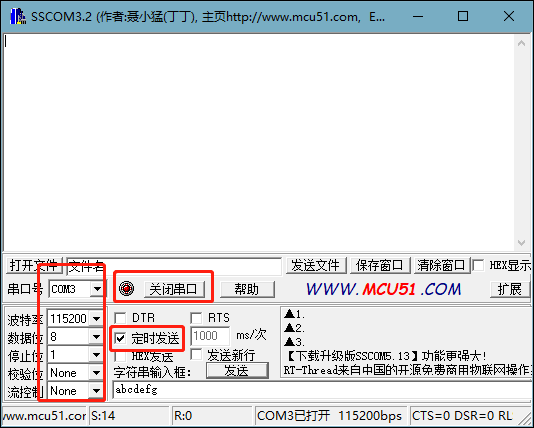 SSCOM3.2 (作者:聂小猛(丁丁), 主页http://www.mcu51.com, E...
打开文件 文件名 发送文件 保存窗口 清除窗口 HEX显示
串口号 COM3 关闭串口 帮助 WWW.MCU51.COM 扩展
波特率 115200 DTR RTS
数据位 8 定时发送 1000 ms/次
停止位 1 HEX发送 发送新行
校验位 None 字符串输入框: 发送
流控制 None abcdefg
▲1.
▲2.
▲3.
【下载升级版SSCOM5.13】功能更强大!
RT-Thread来自中国的开源免费商用物联网操作
www.mcu51.cor S:14 R:0 COM3已打开 115200bps CTS=0 DSR=0 RL